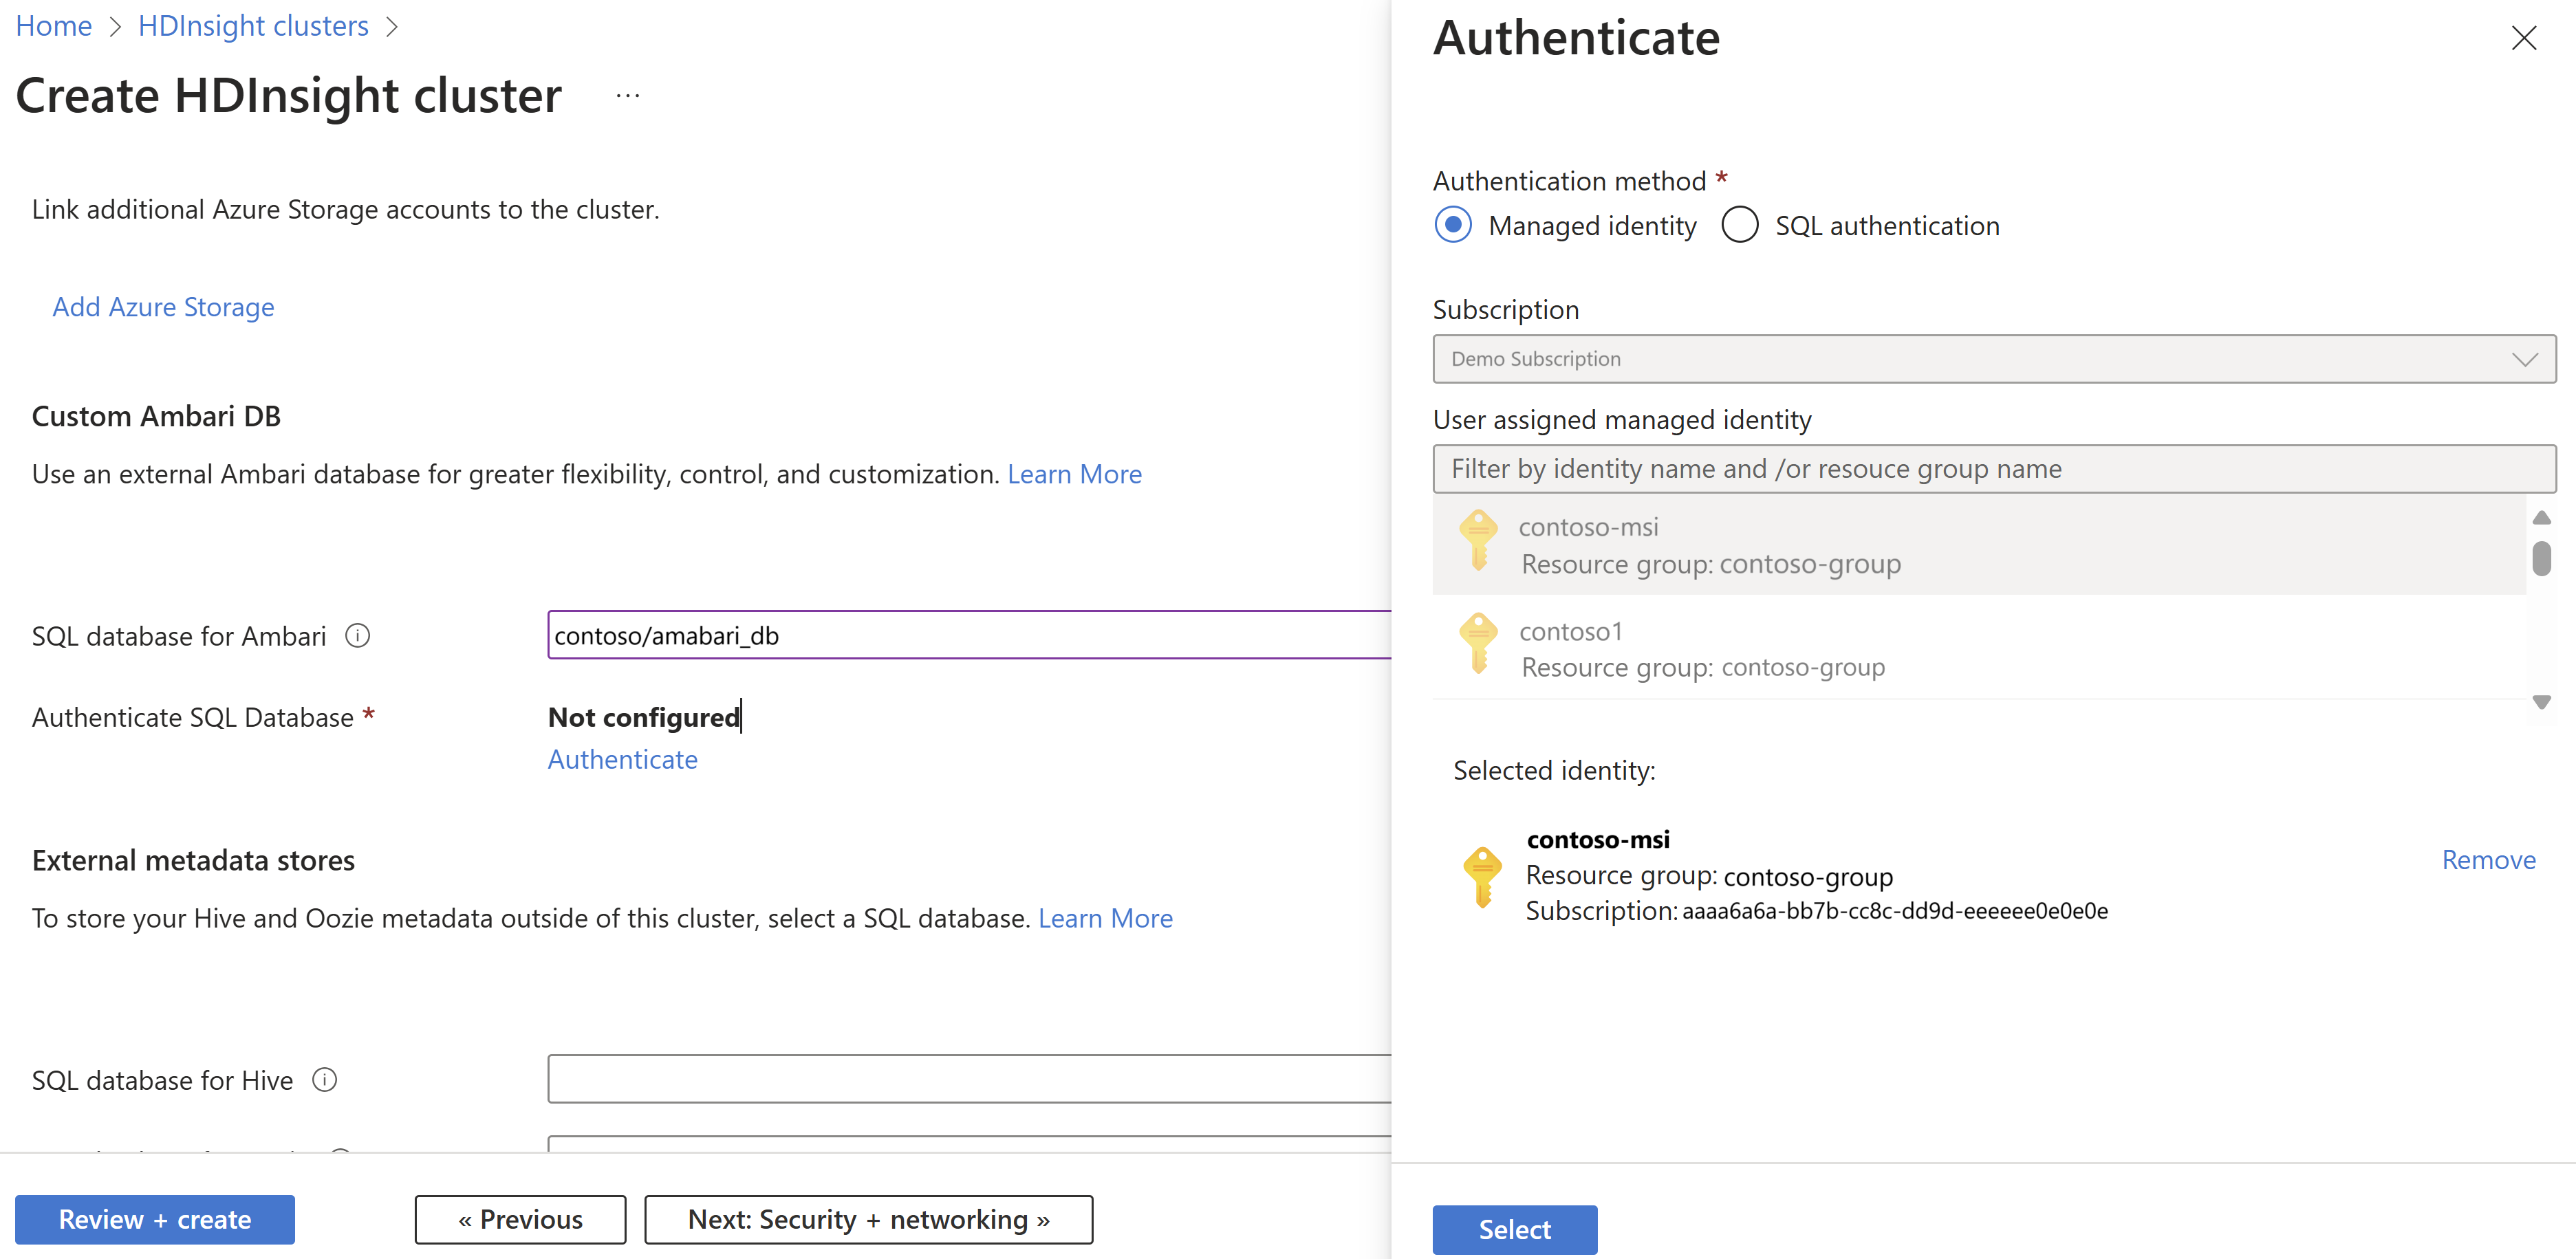 Home > HDInsight clusters >
Create HDInsight cluster ...
Link additional Azure Storage accounts to the cluster.
Add Azure Storage
Custom Ambari DB
Use an external Ambari database for greater flexibility, control, and customization. Learn More
SQL database for Ambari
contoso/amabari_db
Authenticate SQL Database *
Not configured
Authenticate
External metadata stores
To store your Hive and Oozie metadata outside of this cluster, select a SQL database. Learn More
SQL database for Hive
Review + create
« Previous
Next: Security + networking »
Authenticate
Authentication method *
Managed identity
SQL authentication
Subscription
Demo Subscription
User assigned managed identity
Filter by identity name and /or resouce group name
contoso-msi
Resource group: contoso-group
contoso1
Resource group: contoso-group
Selected identity:
contoso-msi
Resource group: contoso-group
Subscription: aaaa6a6a-bb7b-cc8c-dd9d-eeeeee0e0e0e
Remove
Select